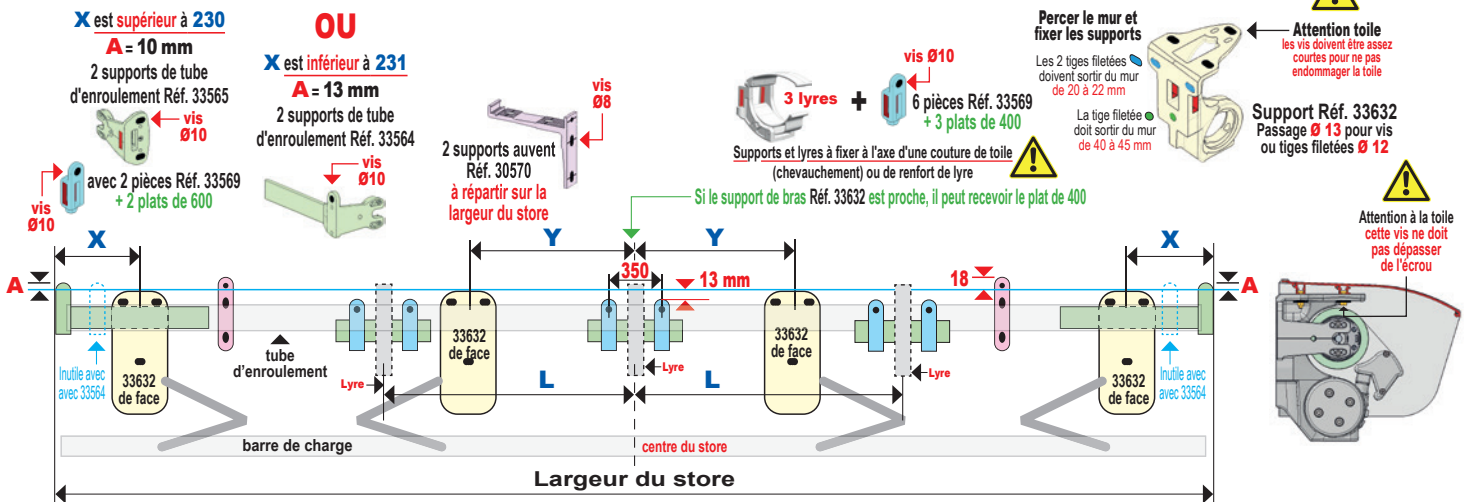 X est supérieur à 230
A = 10 mm
2 supports de tube
d'enroulement Réf. 33565
vis
Ø10
vis
Ø10
avec 2 pièces Réf. 33569
+ 2 plats de 600
OU
X est inférieur à 231
A = 13 mm
2 supports de tube
d'enroulement Réf. 33564
vis
Ø10
vis
Ø8
2 supports auvent
Réf. 30570
à répartir sur la
largeur du store
3 lyres
+
vis Ø10
6 pièces Réf. 33569
+ 3 plats de 400
Supports et lyres à fixer à l'axe d'une couture de toile
(chevauchement) ou de renfort de lyre
Si le support de bras Réf. 33632 est proche, il peut recevoir le plat de 400
Percer le mur et
fixer les supports
Les 2 tiges filetées
doivent sortir du mur
de 20 à 22 mm
La tige filetée
doit sortir du mur
de 40 à 45 mm
Attention toile
les vis doivent être assez
courtes pour ne pas
endommager la toile
Support Réf. 33632
Passage Ø 13 pour vis
ou tiges filetées Ø 12
Attention à la toile
cette vis ne doit
pas dépasser
de l'écrou
X
Y
Y
X
A
350
13 mm
18
A
33632
de face
33632
de face
33632
de face
33632
de face
Inutile avec
avec 33564
tube
d'enroulement
Lyre
Lyre
Lyre
L
L
Inutile avec
avec 33564
barre de charge
centre du store
Largeur du store